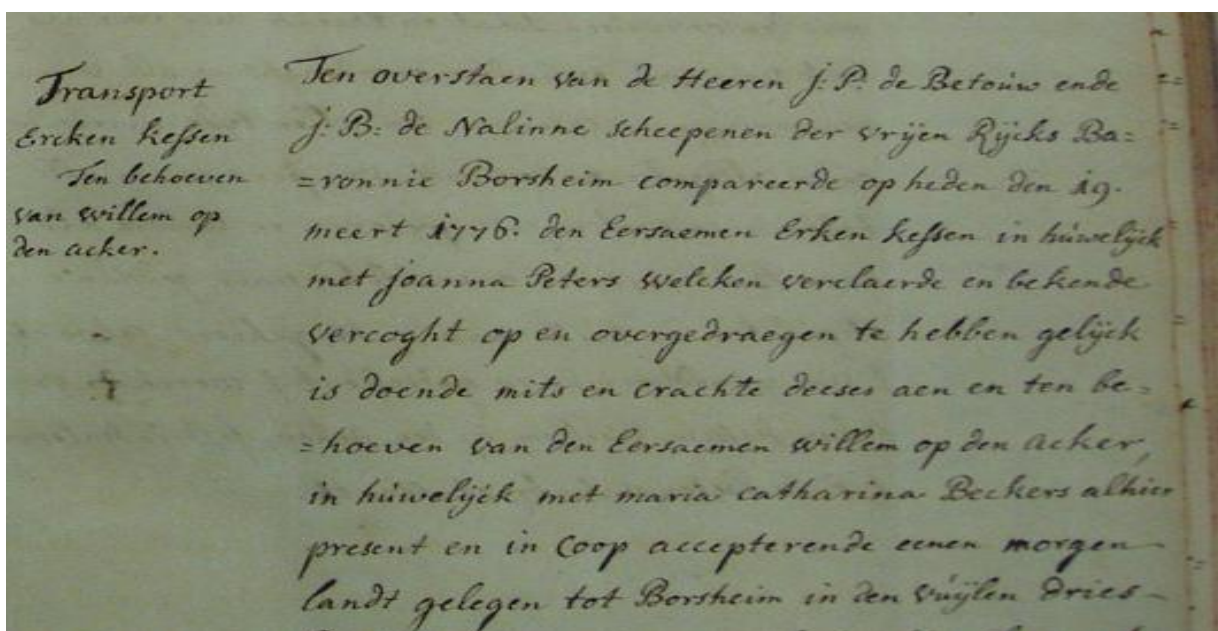 Transport
Ercken kessen
Ten behoeven
van willem op
den acker.
Ten overstaen van de Heeren J: P: de Betouw ende
J: B: de Nalinne scheepenen der vrijen Rijcks Ba=
=ronnie Borsheim compareerde op heden den 19.
meert 1776. den Eersaemen Erken kessen in húwelijck
met Joanna Peters welcken verclaerde en bekende
vercoght op en overgedraegen te hebben gelijck
is doende mits en crachte deeses aen en ten be=
=hoeven van den Eersaemen willem op den acker,
in húwelijck met maria catharina Beckers alhier
present en in Coop accepterende eenen morgen
landt gelegen tot Borsheim in den vúijlen dries